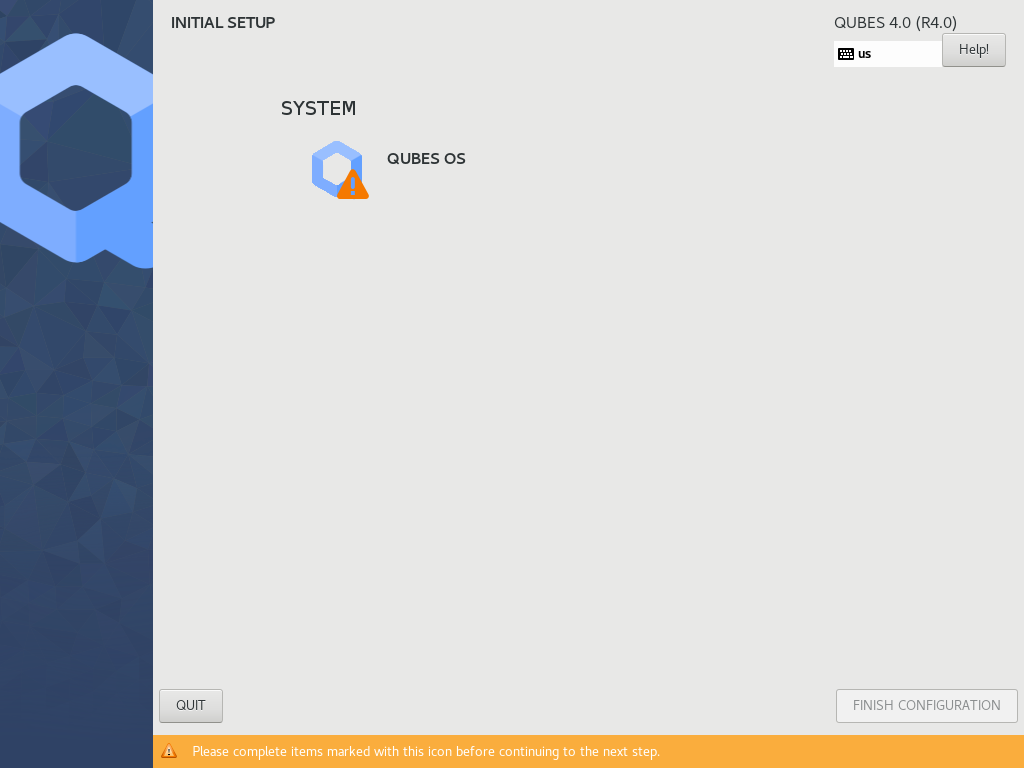 INITIAL SETUP
QUBES 4.0 (R4.0)
us
Help!
SYSTEM
QUBES OS
QUIT
FINISH CONFIGURATION
Please complete items marked with this icon before continuing to the next step.